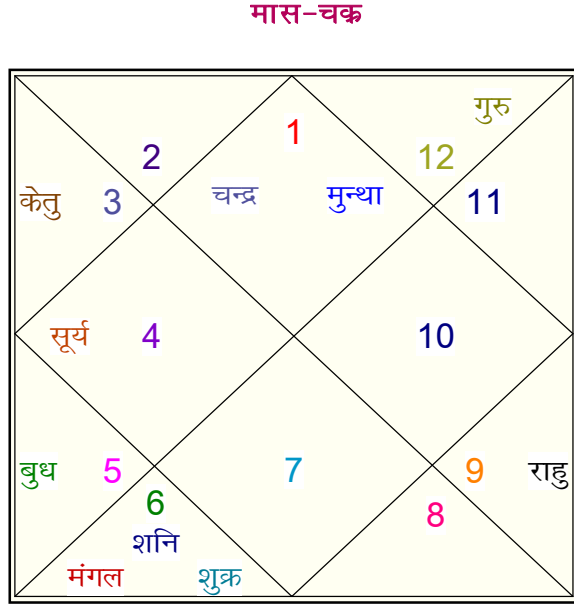 मास-चक्र
गुरु
1
2 12
केतु 3 चन्द्र मुन्था 11
सूर्य 4 10
बुध 5 7 9 राहु
6 8
शनि
मंगल शुक्र